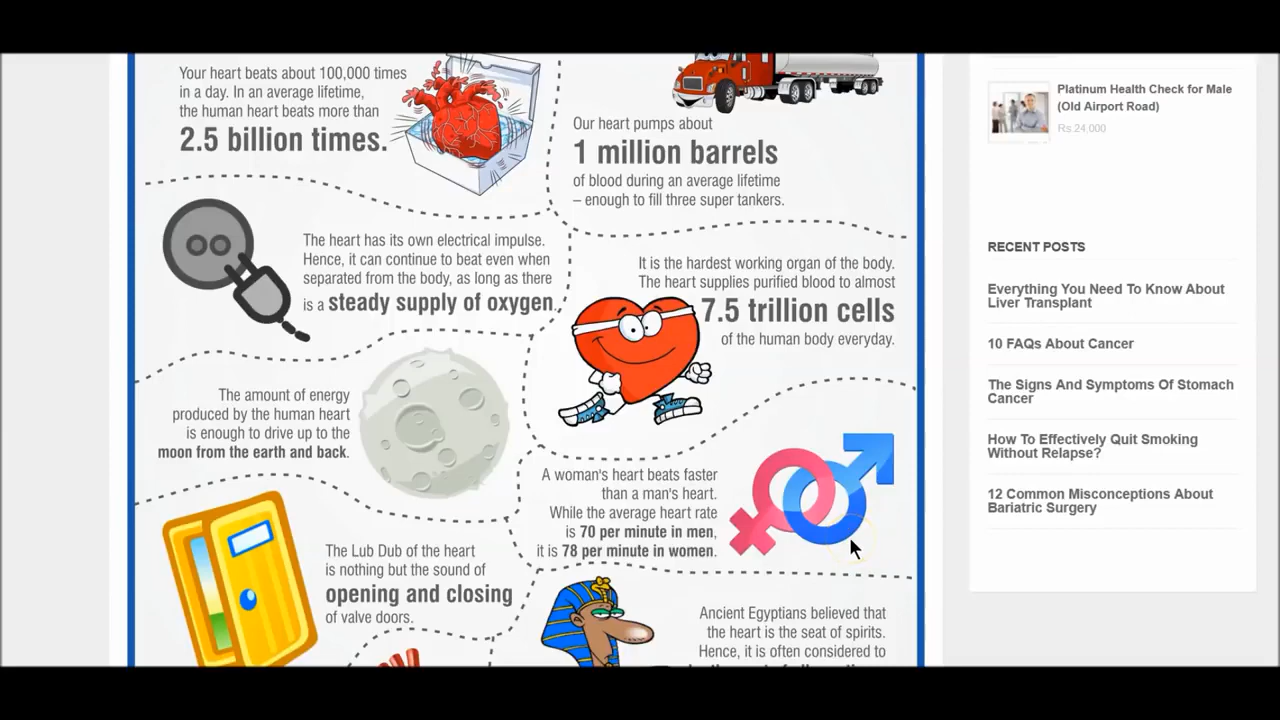 Your heart beats about 100,000 times
in a day. In an average lifetime,
the human heart beats more than
2.5 billion times.
Our heart pumps about
1 million barrels
of blood during an average lifetime
– enough to fill three super tankers.
The heart has its own electrical impulse.
Hence, it can continue to beat even when
separated from the body, as long as there
is a steady supply of oxygen.
It is the hardest working organ of the body.
The heart supplies purified blood to almost
7.5 trillion cells
of the human body everyday.
The amount of energy
produced by the human heart
is enough to drive up to the
moon from the earth and back.
A woman's heart beats faster
than a man's heart.
While the average heart rate
is 70 per minute in men,
it is 78 per minute in women.
The Lub Dub of the heart
is nothing but the sound of
opening and closing
of valve doors.
Ancient Egyptians believed that
the heart is the seat of spirits.
Hence, it is often considered to
Platinum Health Check for Male
(Old Airport Road)
Rs.24,000
RECENT POSTS
Everything You Need To Know About
Liver Transplant
10 FAQs About Cancer
The Signs And Symptoms Of Stomach
Cancer
How To Effectively Quit Smoking
Without Relapse?
12 Common Misconceptions About
Bariatric Surgery